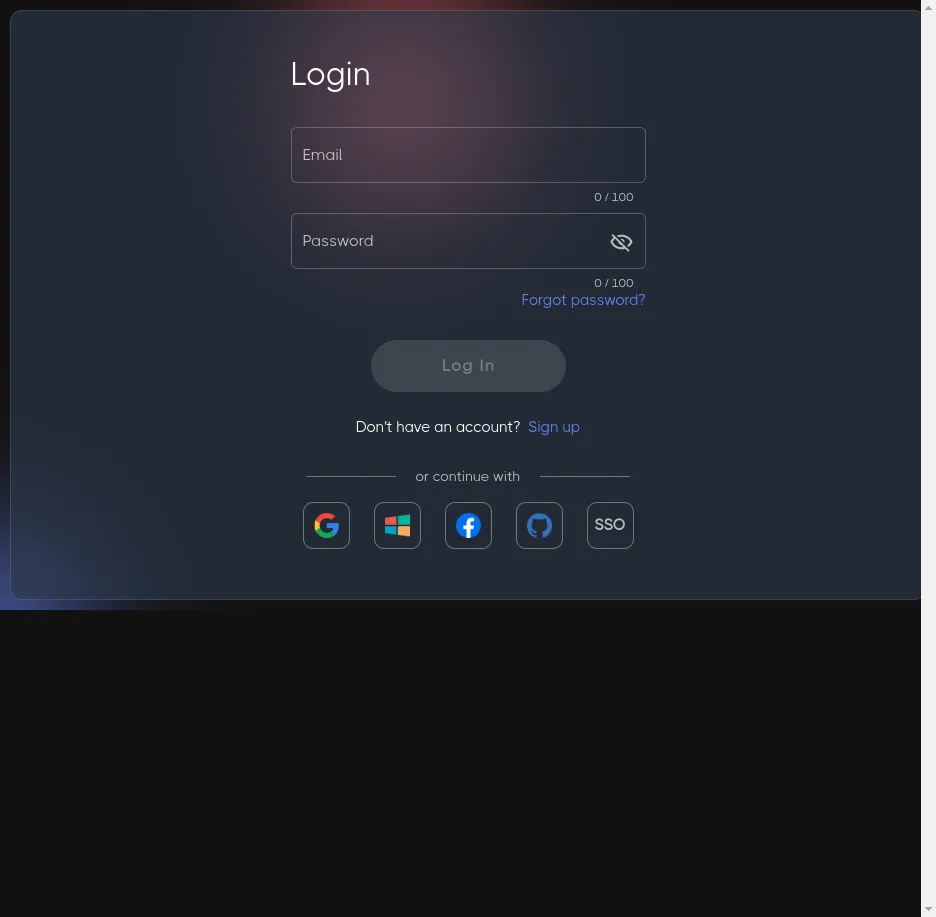 Login
Email
0 / 100
Password
0 / 100
Forgot password?
Log In
Don't have an account? Sign up
or continue with
SSO